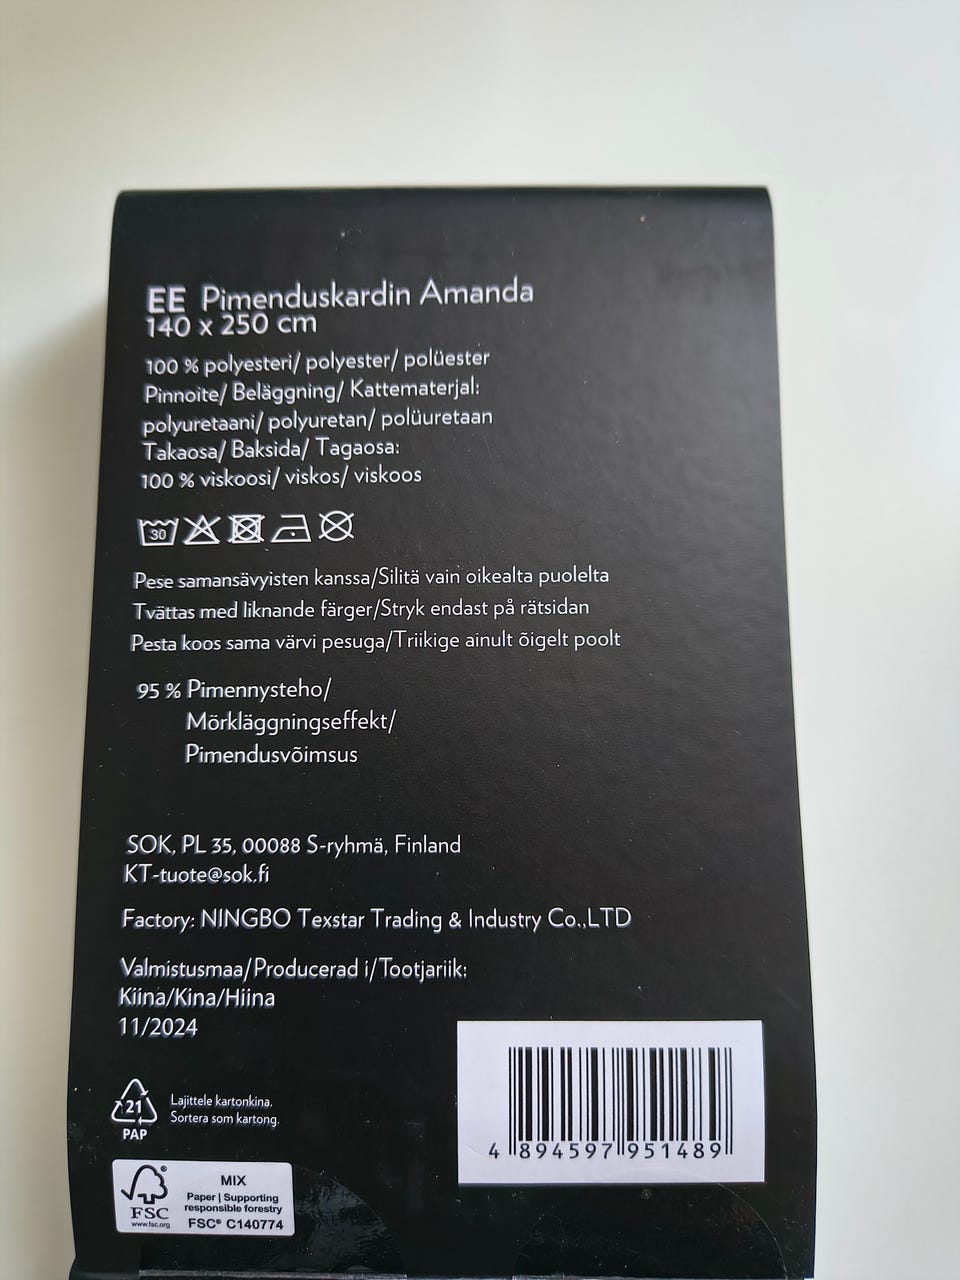 EE Pimenduskardin Amanda
140 x 250 cm
100 % polyesteri/ polyester/ polüester
Pinnoite/ Beläggning/ Kattematerjal:
polyuretaani/ polyuretan/ polüuretaan
Takaosa/ Baksida/ Tagaosa:
100 % viskoosi/ viskos/ viskoos
30
Pese samansävyisten kanssa/Silitä vain oikealta puolelta
Tvättas med liknande färger/Stryk endast på rätsidan
Pesta koos sama värvi pesuga/Triikige ainult õigelt poolt
95 % Pimennysteho/
Mörkläggningseffekt/
Pimendusvõimsus
SOK, PL 35, 00088 S-ryhmä, Finland
KT-tuote@sok.fi
Factory: NINGBO Texstar Trading & Industry Co.,LTD
Valmistusmaa/Producerad i/Tootjariik:
Kiina/Kina/Hiina
11/2024
21
PAP
Lajittele kartonkina.
Sortera som kartong.
FSC®
www.fsc.org
MIX
Paper | Supporting
responsible forestry
FSC® C140774
4 894597 951489